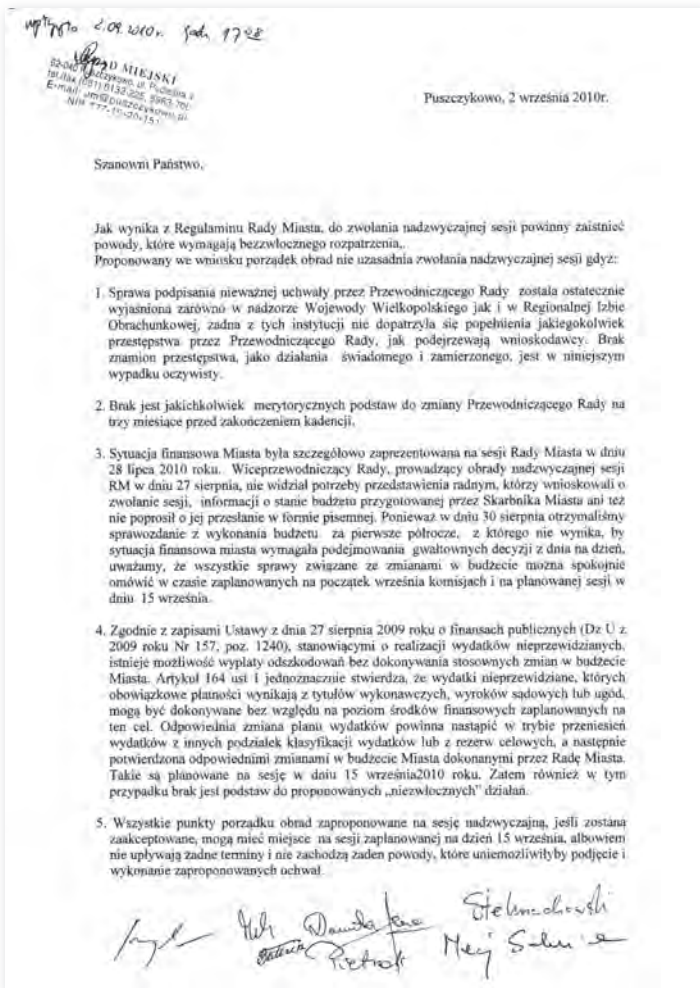 wpłynęło 2.09.2010r. godz. 17 28
URZĄD MIEJSKI
Puszczykowo, 2 września 2010r.
Szanowni Państwo,
Jak wynika z Regulaminu Rady Miasta, do zwołania nadzwyczajnej sesji powinny zaistnieć
powody, które wymagają bezzwłocznego rozpatrzenia,.
Proponowany we wniosku porządek obrad nie uzasadnia zwołania nadzwyczajnej sesji gdyż:
1. Sprawa podpisania nieważnej uchwały przez Przewodniczącego Rady została ostatecznie
wyjaśniona zarówno w nadzorze Wojewody Wielkopolskiego jak i w Regionalnej Izbie
Obrachunkowej, żadna z tych instytucji nie dopatrzyła się popełnienia jakiegokolwiek
przestępstwa przez Przewodniczącego Rady, jak podejrzewają wnioskodawcy. Brak
znamion przestępstwa, jako działania świadomego i zamierzonego, jest w niniejszym
wypadku oczywisty.
2. Brak jest jakichkolwiek merytorycznych podstaw do zmiany Przewodniczącego Rady na
trzy miesiące przed zakończeniem kadencji.
3. Sytuacja finansowa Miasta była szczegółowo zaprezentowana na sesji Rady Miasta w dniu
28 lipca 2010 roku. Wiceprzewodniczący Rady, prowadzący obrady nadzwyczajnej sesji
RM w dniu 27 sierpnia, nie widział potrzeby przedstawienia radnym, którzy wnioskowali o
zwołanie sesji, informacji o stanie budżetu przygotowanej przez Skarbnika Miasta ani też
nie poprosił o jej przesłanie w formie pisemnej. Ponieważ w dniu 30 sierpnia otrzymaliśmy
sprawozdanie z wykonania budżetu za pierwsze półrocze, z którego nie wynika, by
sytuacja finansowa miasta wymagała podejmowania gwałtownych decyzji z dnia na dzień,
uważamy, że wszystkie sprawy związane ze zmianami w budżecie można spokojnie
omówić w czasie zaplanowanych na początek września komisjach i na planowanej sesji w
dniu 15 września.
4. Zgodnie z zapisami Ustawy z dnia 27 sierpnia 2009 roku o finansach publicznych (Dz U z
2009 roku Nr 157, poz. 1240), stanowiącymi o realizacji wydatków nieprzewidzianych,
istnieje możliwość wypłaty odszkodowań bez dokonywania stosownych zmian w budżecie
Miasta. Artykuł 164 ust 1 jednoznacznie stwierdza, że wydatki nieprzewidziane, których
obowiązkowe płatności wynikają z tytułów wykonawczych, wyroków sądowych lub ugód,
mogą być dokonywane bez względu na poziom środków finansowych zaplanowanych na
ten cel. Odpowiednia zmiana planu wydatków powinna nastąpić w trybie przeniesień
wydatków z innych podziałek klasyfikacji wydatków lub z rezerw celowych, a następnie
potwierdzona odpowiednimi zmianami w budżecie Miasta dokonanymi przez Radę Miasta.
Takie są planowane na sesję w dniu 15 września2010 roku. Zatem również w tym
przypadku brak jest podstaw do proponowanych „niezwłocznych" działań.
5. Wszystkie punkty porządku obrad zaproponowane na sesję nadzwyczajną, jeśli zostaną
zaakceptowane, mogą mieć miejsce na sesji zaplanowanej na dzień 15 września, albowiem
nie upływają żadne terminy i nie zachodzą żaden powody, które uniemożliwiłyby podjęcie i
wykonanie zaproponowanych uchwał.